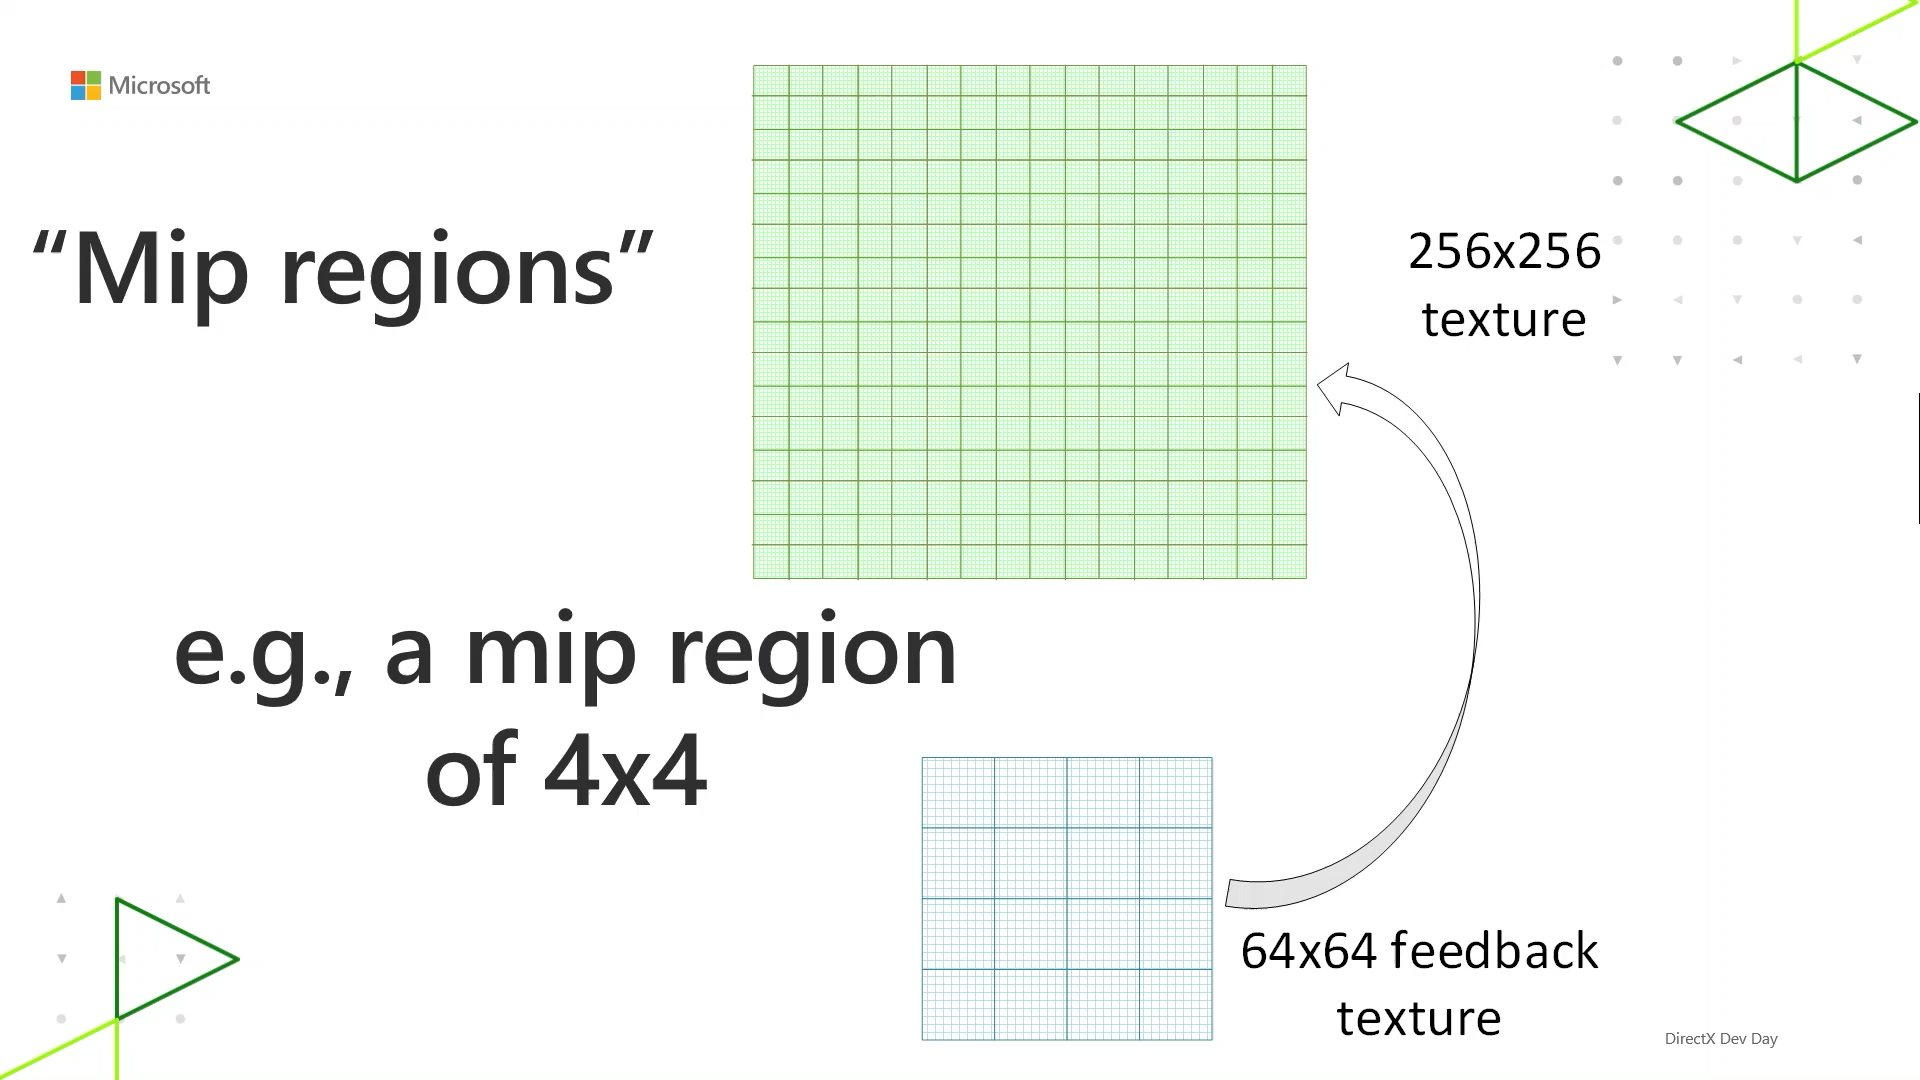 Microsoft
“Mip regions”
256x256
texture
e.g., a mip region
of 4x4
64x64 feedback
texture
DirectX Dev Day